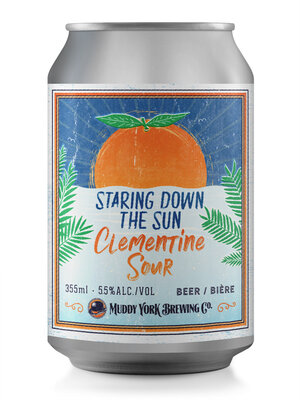 STARING DOWN
THE SUN
Clementine
Sour
355ml · 5.5% ALC./VOL BEER / BIÈRE
MUDDY YORK BREWING CO.